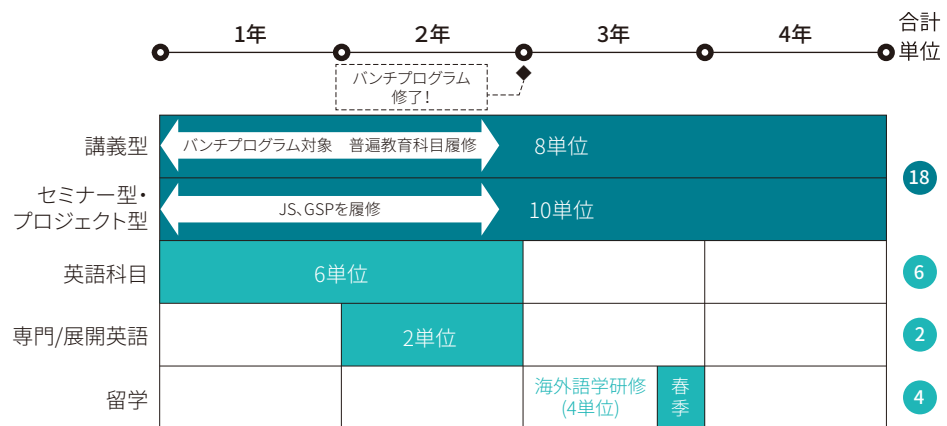 1年 2年 3年 4年 合計
単位
バンチプログラム
修了!
講義型 バンチプログラム対象 普遍教育科目履修 8単位
18
セミナー型・
プロジェクト型 JS、GSPを履修 10単位
英語科目 6単位 6
専門/展開英語 2単位 2
留学 海外語学研修
(4単位) 春
季 4